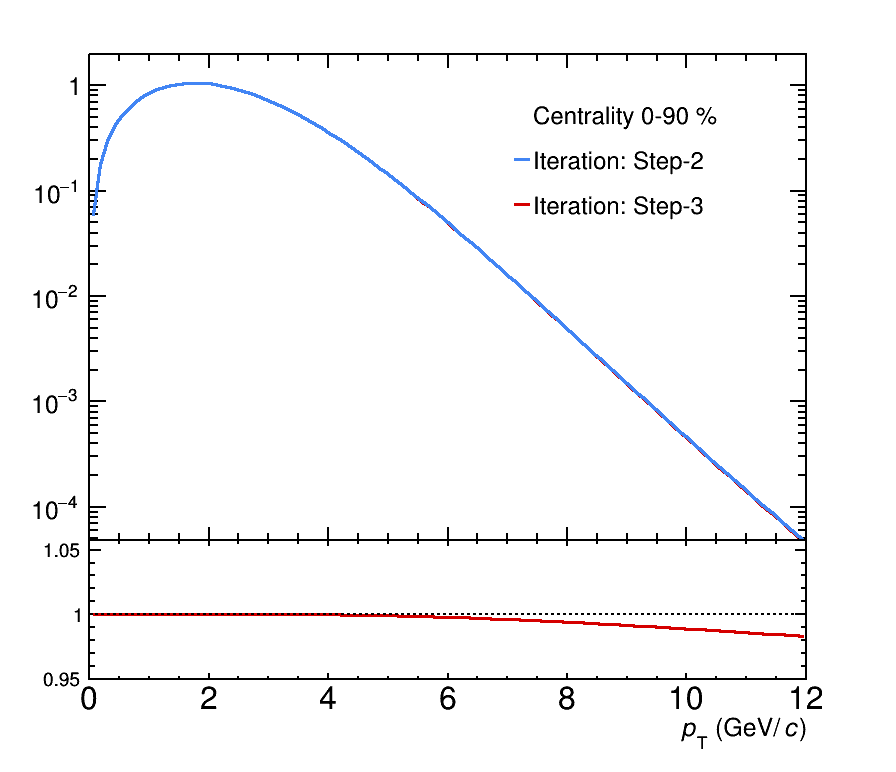 1
10⁻¹
10⁻²
10⁻³
10⁻⁴
Centrality 0-90 %
Iteration: Step-2
Iteration: Step-3
1.05
1
0.95
0 2 4 6 8 10 12
p_T (GeV/c)